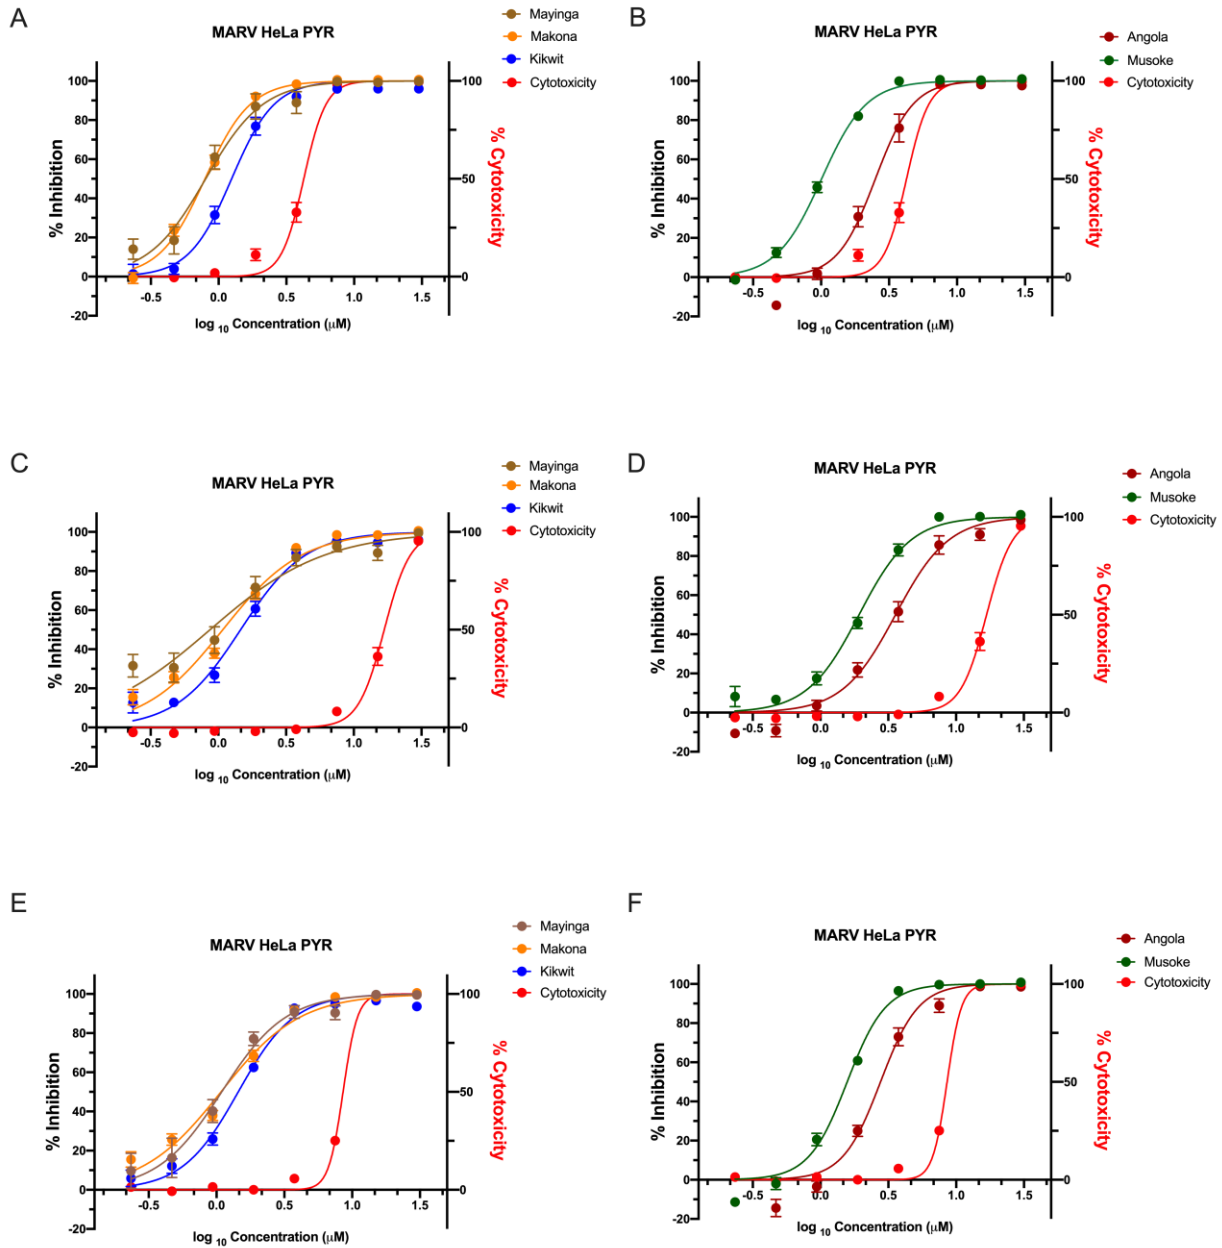 A
MARV HeLa PYR
Mayinga
Makona
Kikwit
Cytotoxicity
% Inhibition
100
80
60
40
20
0
-20
-0.5 0.0 0.5 1.0 1.5
100
50
0
% Cytotoxicity
log 10 Concentration (μM)
B
MARV HeLa PYR
Angola
Musoke
Cytotoxicity
% Inhibition
100
80
60
40
20
0
-20
-0.5 0.0 0.5 1.0 1.5
100
50
0
% Cytotoxicity
log 10 Concentration (μM)
C
MARV HeLa PYR
Mayinga
Makona
Kikwit
Cytotoxicity
% Inhibition
100
80
60
40
20
0
-20
-0.5 0.0 0.5 1.0 1.5
100
50
0
% Cytotoxicity
log 10 Concentration (μM)
D
MARV HeLa PYR
Angola
Musoke
Cytotoxicity
% Inhibition
100
80
60
40
20
0
-20
-0.5 0.0 0.5 1.0 1.5
100
50
0
% Cytotoxicity
log 10 Concentration (μM)
E
MARV HeLa PYR
Mayinga
Makona
Kikwit
Cytotoxicity
% Inhibition
100
80
60
40
20
0
-20
-0.5 0.0 0.5 1.0 1.5
100
50
0
% Cytotoxicity
log 10 Concentration (μM)
F
MARV HeLa PYR
Angola
Musoke
Cytotoxicity
% Inhibition
100
80
60
40
20
0
-20
-0.5 0.0 0.5 1.0 1.5
100
50
0
% Cytotoxicity
log 10 Concentration (μM)